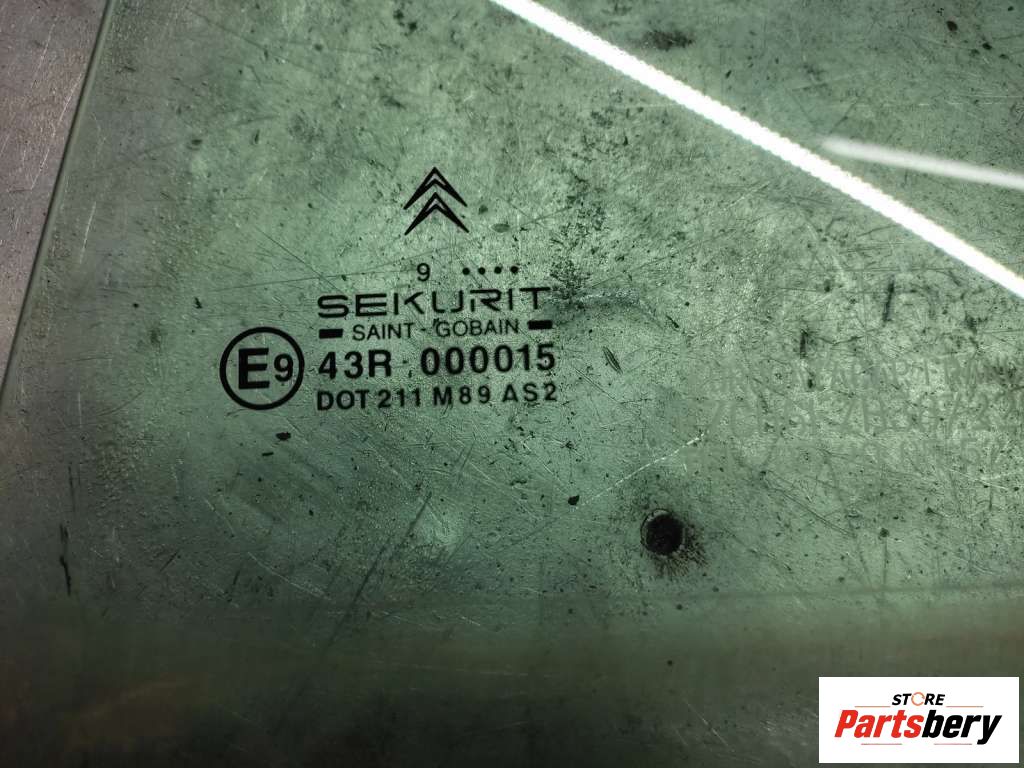 9 ••••
SEKURIT
SAINT-GOBAIN
E9 43R 000015
DOT 211 M89 AS2
STORE
Partsbery